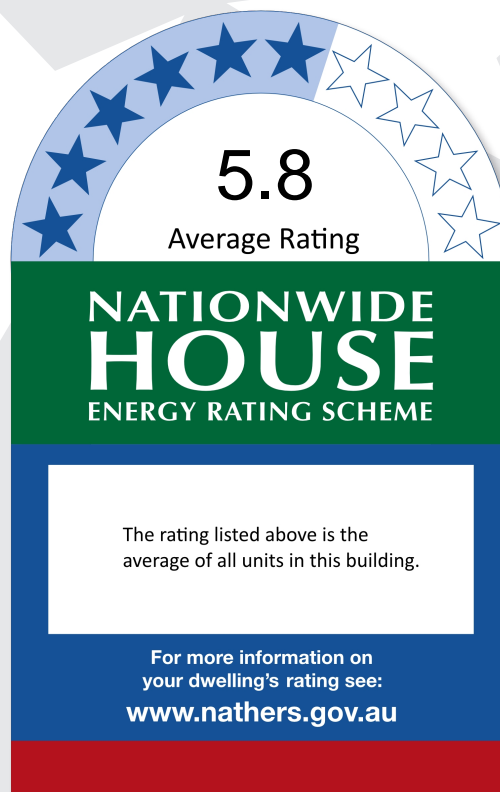 5.8
Average Rating
NATIONWIDE
HOUSE
ENERGY RATING SCHEME
The rating listed above is the
average of all units in this building.
For more information on
your dwelling's rating see:
www.nathers.gov.au